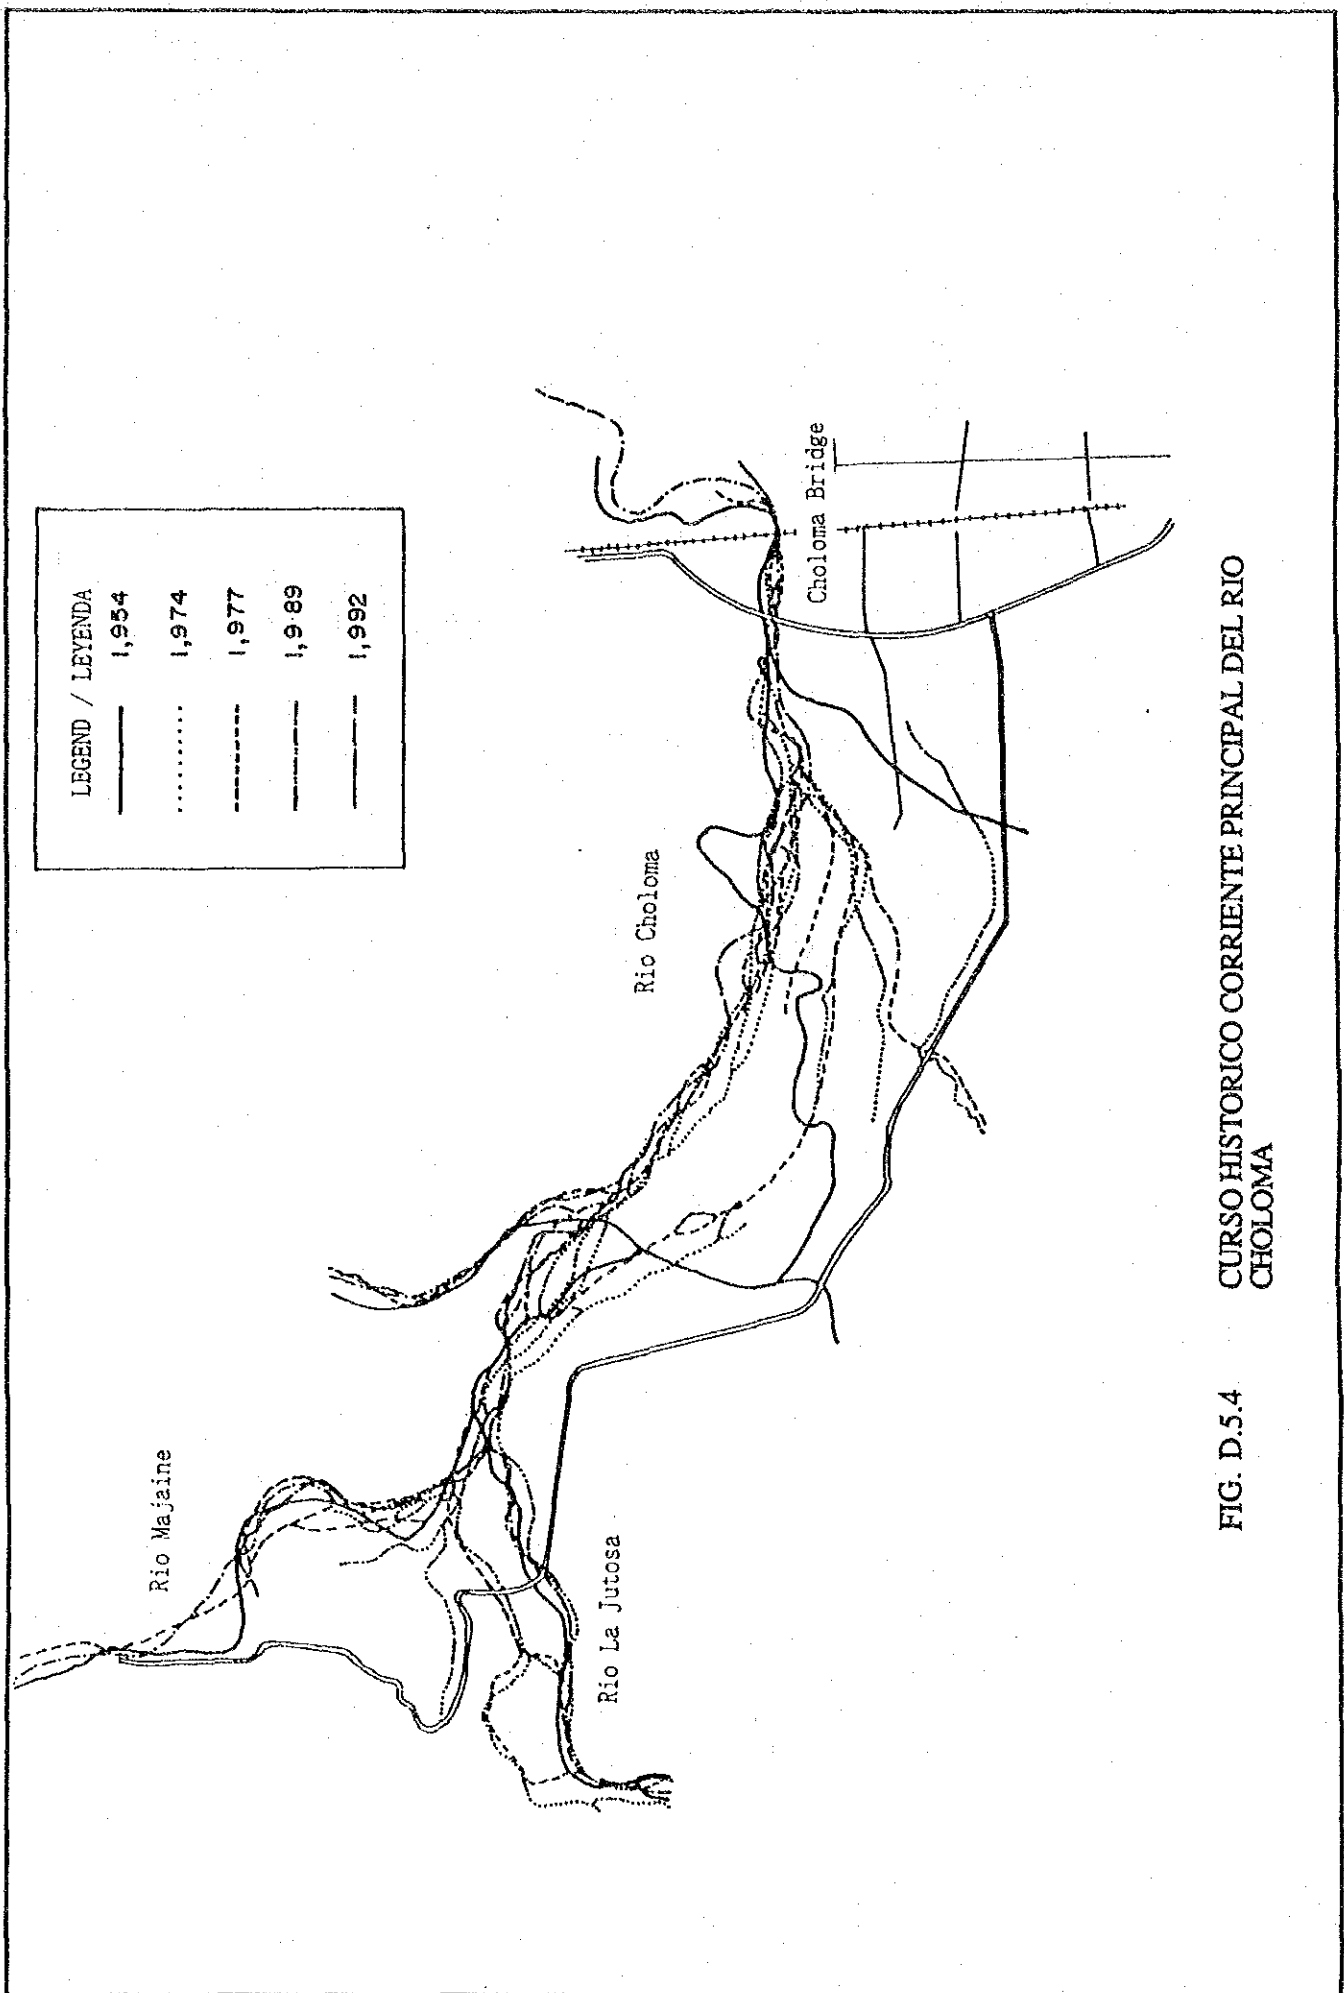 LEGEND / LEYENDA
1,954
1,974
1,977
1,9 89
1,992
Rio Majaine
Rio La Jutosa
Rio Choloma
Choloma Bridge
FIG. D.5.4 CURSO HISTORICO CORRIENTE PRINCIPAL DEL RIO
CHOLOMA